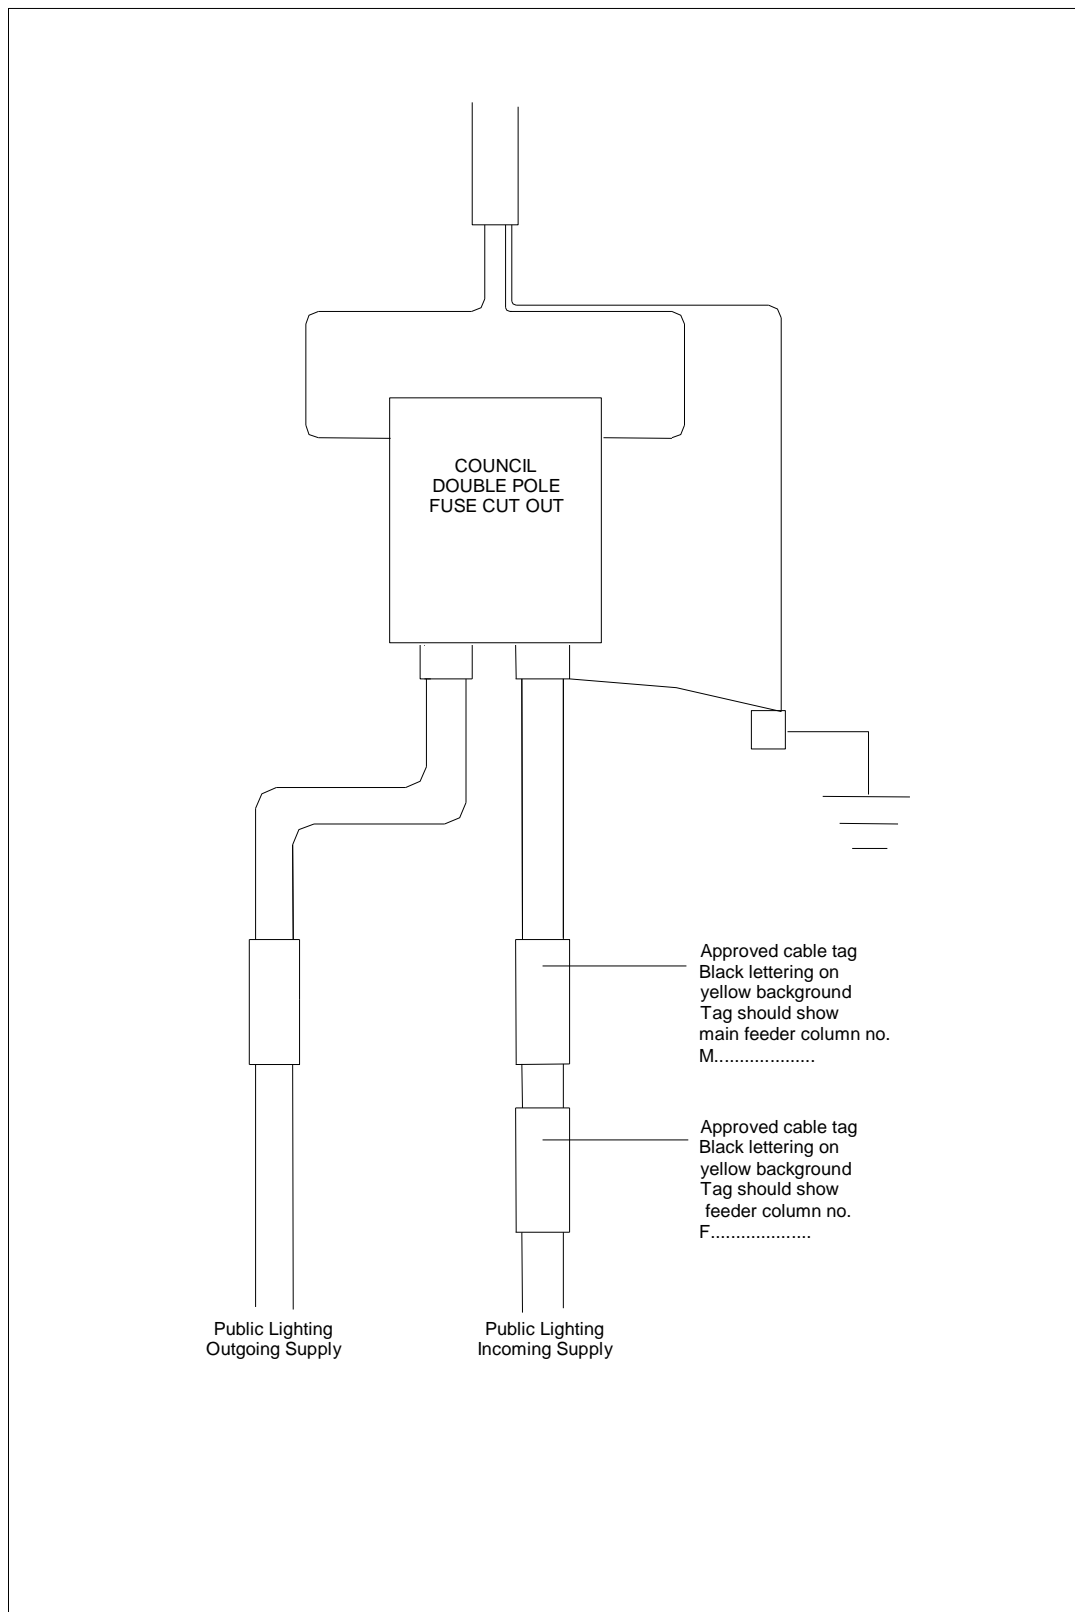 COUNCIL
DOUBLE POLE
FUSE CUT OUT
Approved cable tag
Black lettering on
yellow background
Tag should show
main feeder column no.
M....................
Approved cable tag
Black lettering on
yellow background
Tag should show
feeder column no.
F....................
Public Lighting
Outgoing Supply
Public Lighting
Incoming Supply